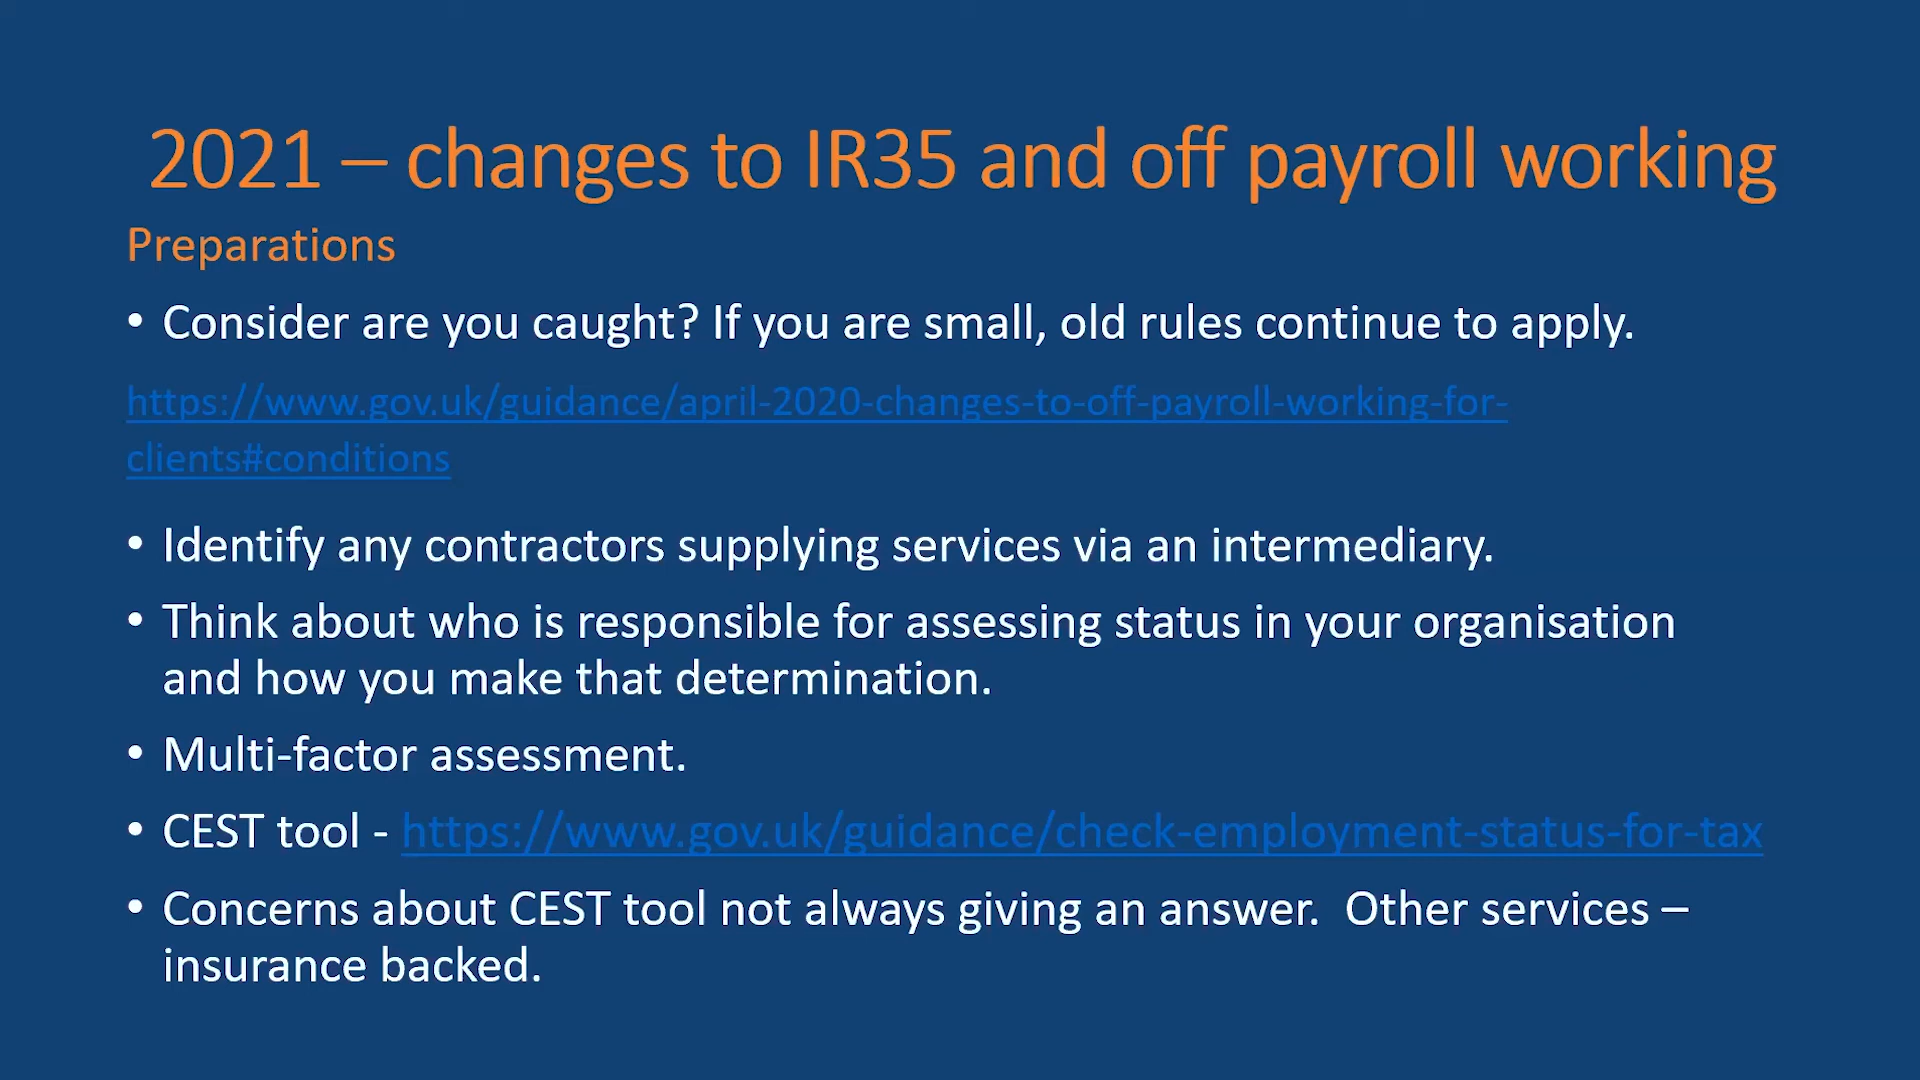 2021 – changes to IR35 and off payroll working
Preparations
• Consider are you caught? If you are small, old rules continue to apply.
https://www.gov.uk/guidance/april-2020-changes-to-off-payroll-working-for-
clients#conditions
• Identify any contractors supplying services via an intermediary.
• Think about who is responsible for assessing status in your organisation
and how you make that determination.
• Multi-factor assessment.
• CEST tool - https://www.gov.uk/guidance/check-employment-status-for-tax
• Concerns about CEST tool not always giving an answer.  Other services –
insurance backed.